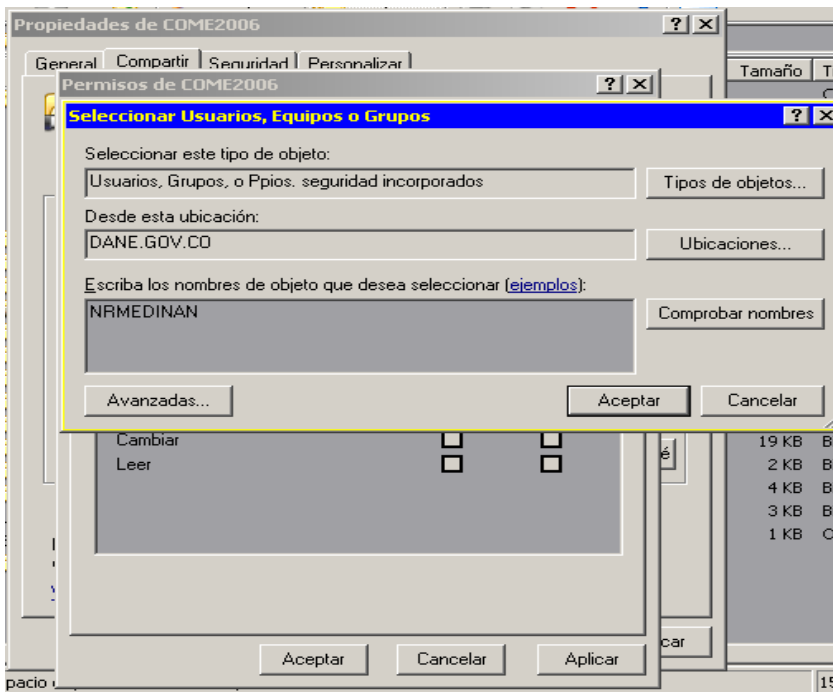 Propiedades de COME2006
General Compartir Seguridad Personalizar
Tamaño
Permisos de COME2006
Seleccionar Usuarios, Equipos o Grupos
Seleccionar este tipo de objeto:
Usuarios, Grupos, o Ppios. seguridad incorporados
Tipos de objetos...
Desde esta ubicación:
DANE.GOV.CO
Ubicaciones...
Escriba los nombres de objeto que desea seleccionar (ejemplos):
NRMEDINAN
Comprobar nombres
Avanzadas...
Aceptar
Cancelar
Cambiar
19 KB B
Leer
é
2 KB B
4 KB B
3 KB B
1 KB
car
Aceptar
Cancelar
Aplicar
pacio
15